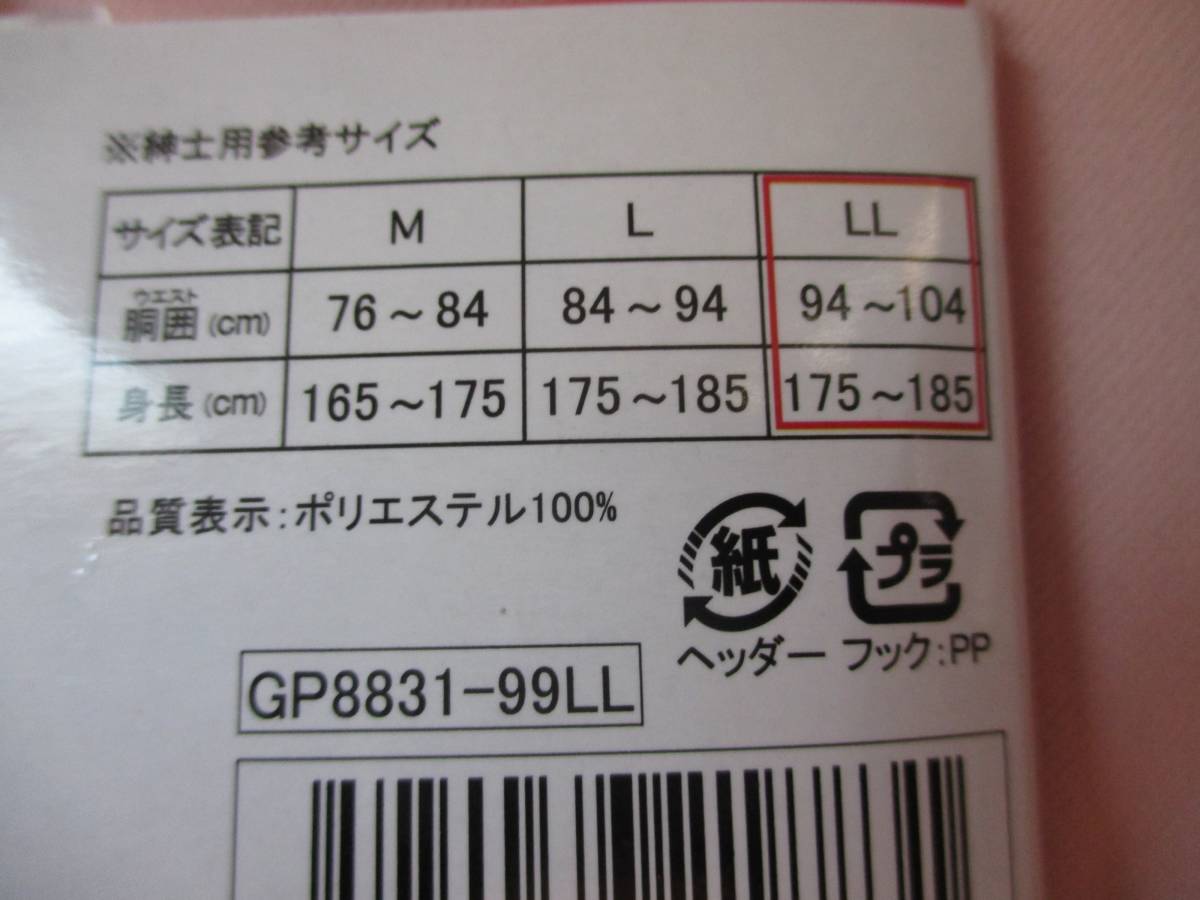 ※紳士用参考サイズ
サイズ表記 M L LL
ウエスト
胴囲(cm) 76～84 84～94 94～104
身長(cm) 165～175 175～185 175～185
品質表示:ポリエステル100%
紙 プラ
ヘッダー フック:PP
GP8831-99LL